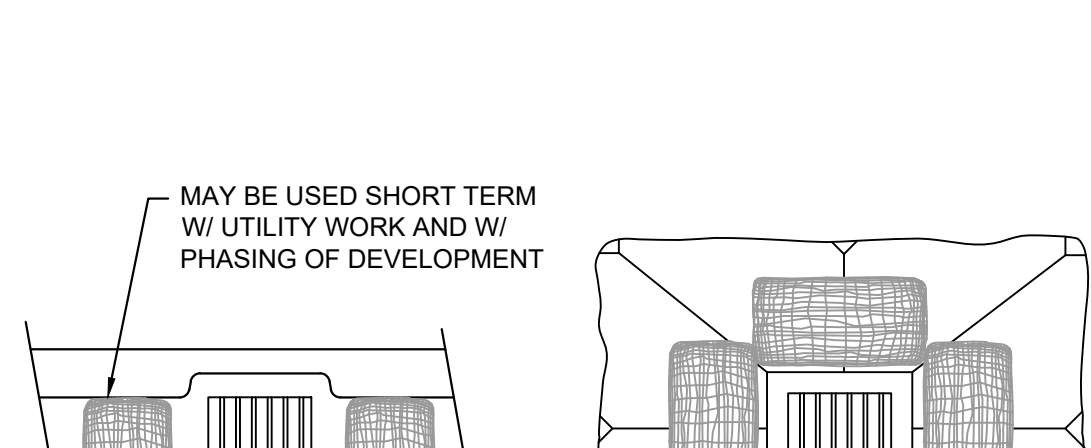 MAY BE USED SHORT TERM
W/ UTILITY WORK AND W/
PHASING OF DEVELOPMENT